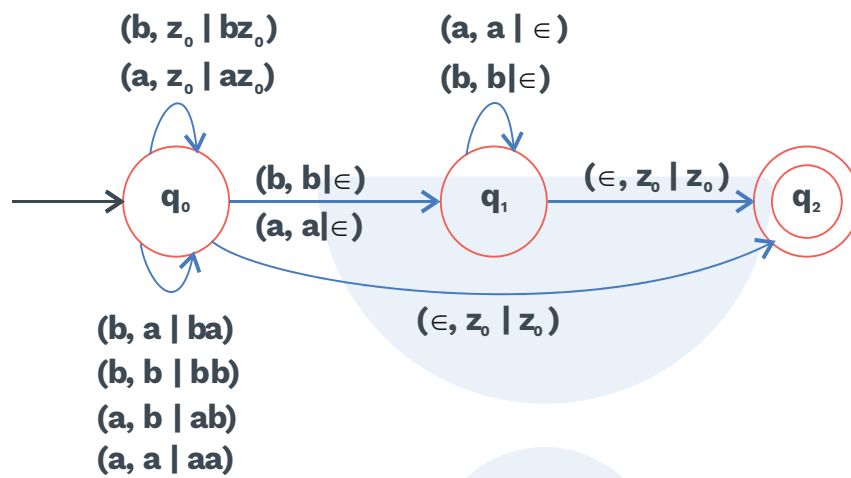 (b, z₀ | bz₀)
(a, z₀ | az₀)
(a, a | ∈)
(b, b|∈)
q₀
(b, b|∈)
(a, a|∈)
q₁
(∈, z₀ | z₀)
q₂
(∈, z₀ | z₀)
(b, a | ba)
(b, b | bb)
(a, b | ab)
(a, a | aa)